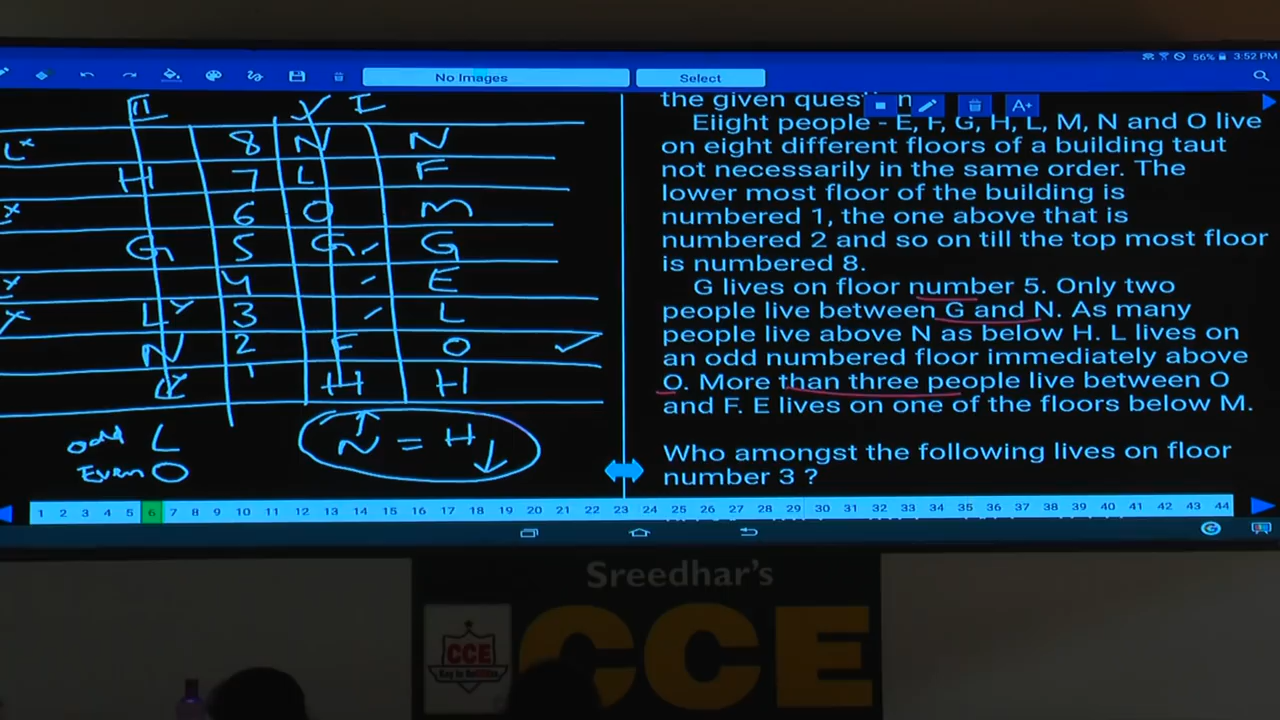 56% 3:52 PM
No Images
Select
the given ques
A+
Eiight people - E, F, G, H, L, M, N and O live
on eight different floors of a building taut
not necessarily in the same order. The
lower most floor of the building is
numbered 1, the one above that is
numbered 2 and so on till the top most floor
is numbered 8.
G lives on floor number 5. Only two
people live between G and N. As many
people live above N as below H. L lives on
an odd numbered floor immediately above
O. More than three people live between O
and F. E lives on one of the floors below M.
Who amongst the following lives on floor
number 3 ?
II I
L 8 N N
H 7 L F
6 O M
G 5 G G
4 E
L 3 L
N 2 F O
1 H H
odd L
Even O
N = H
1 2 3 4 5 6 7 8 9 10 11 12 13 14 15 16 17 18 19 20 21 22 23 24 25 26 27 28 29 30 31 32 33 34 35 36 37 38 39 40 41 42 43 44
Sreedhar's
CCE
CCE